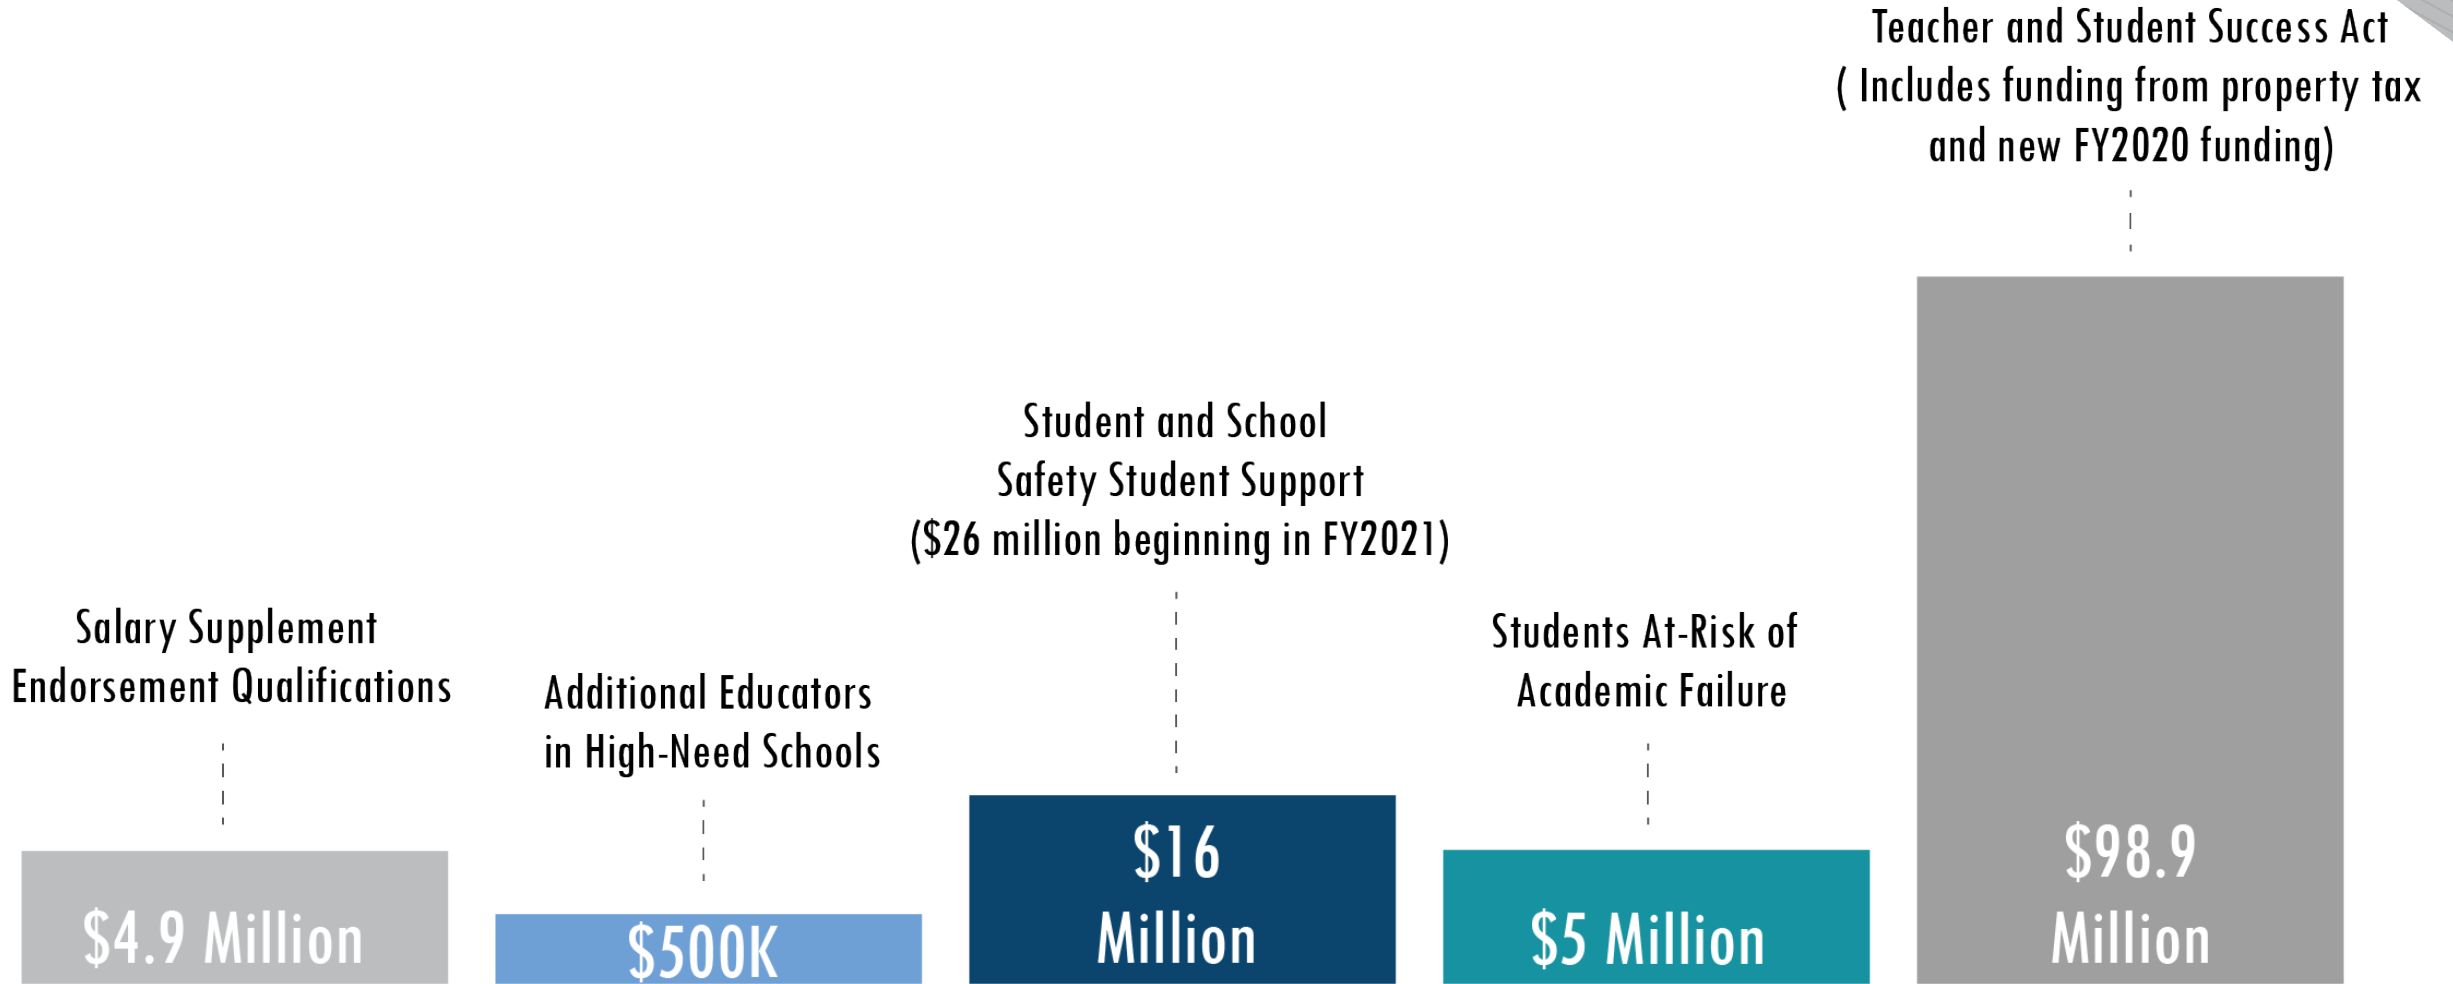 Teacher and Student Success Act
( Includes funding from property tax
and new FY2020 funding)
Student and School
Safety Student Support
($26 million beginning in FY2021)
Salary Supplement
Endorsement Qualifications
Additional Educators
in High-Need Schools
Students At-Risk of
Academic Failure
$4.9 Million
$500K
$16
Million
$5 Million
$98.9
Million